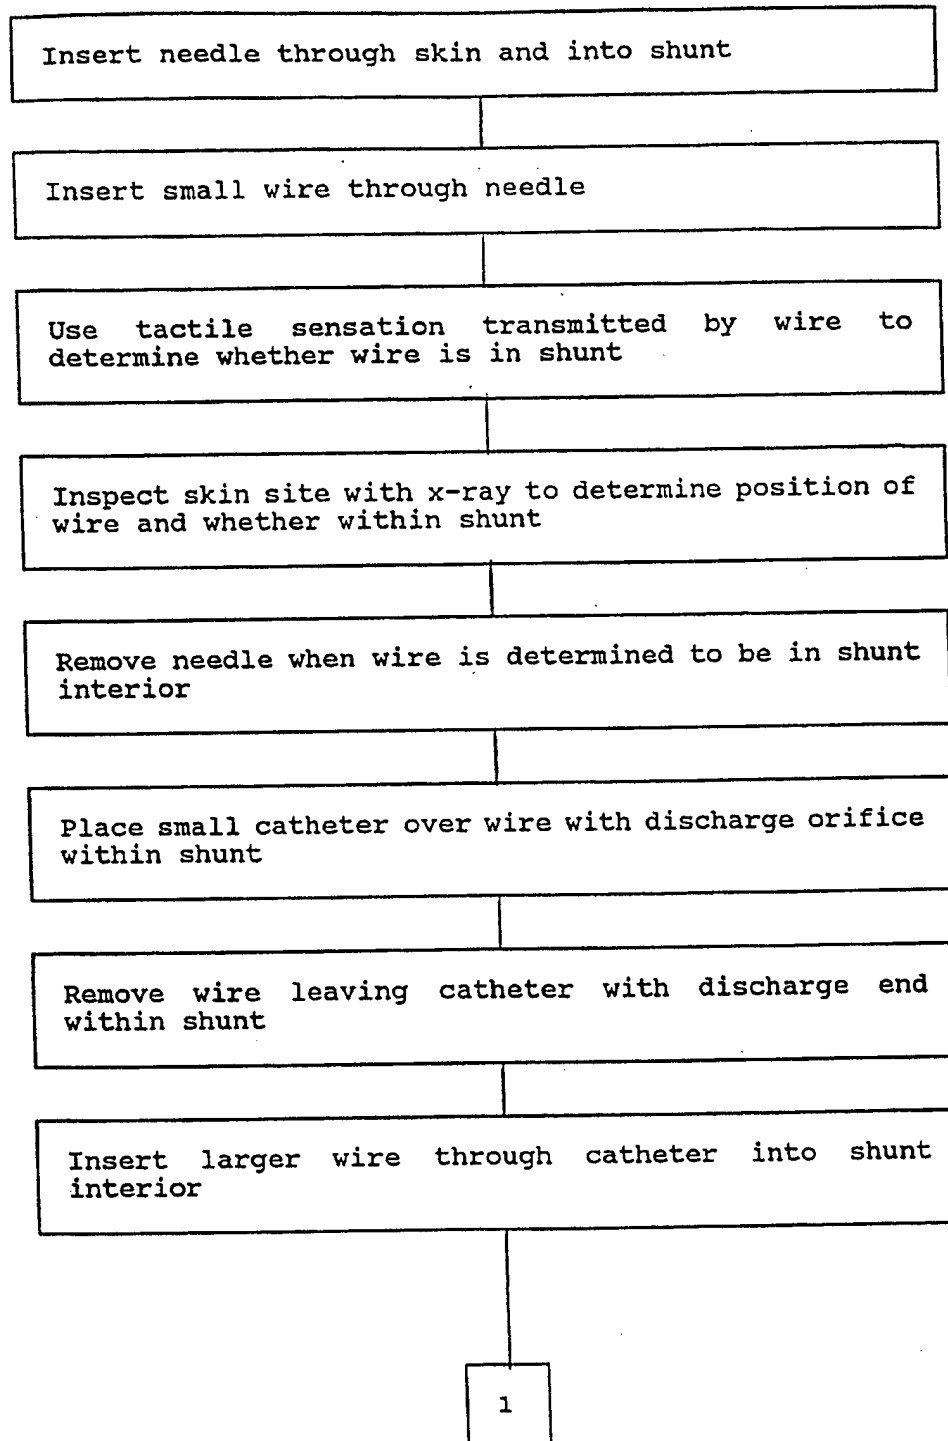 Insert needle through skin and into shunt
Insert small wire through needle
Use tactile sensation transmitted by wire to
determine whether wire is in shunt
Inspect skin site with x-ray to determine position of
wire and whether within shunt
Remove needle when wire is determined to be in shunt
interior
Place small catheter over wire with discharge orifice
within shunt
Remove wire leaving catheter with discharge end
within shunt
Insert larger wire through catheter into shunt
interior
1